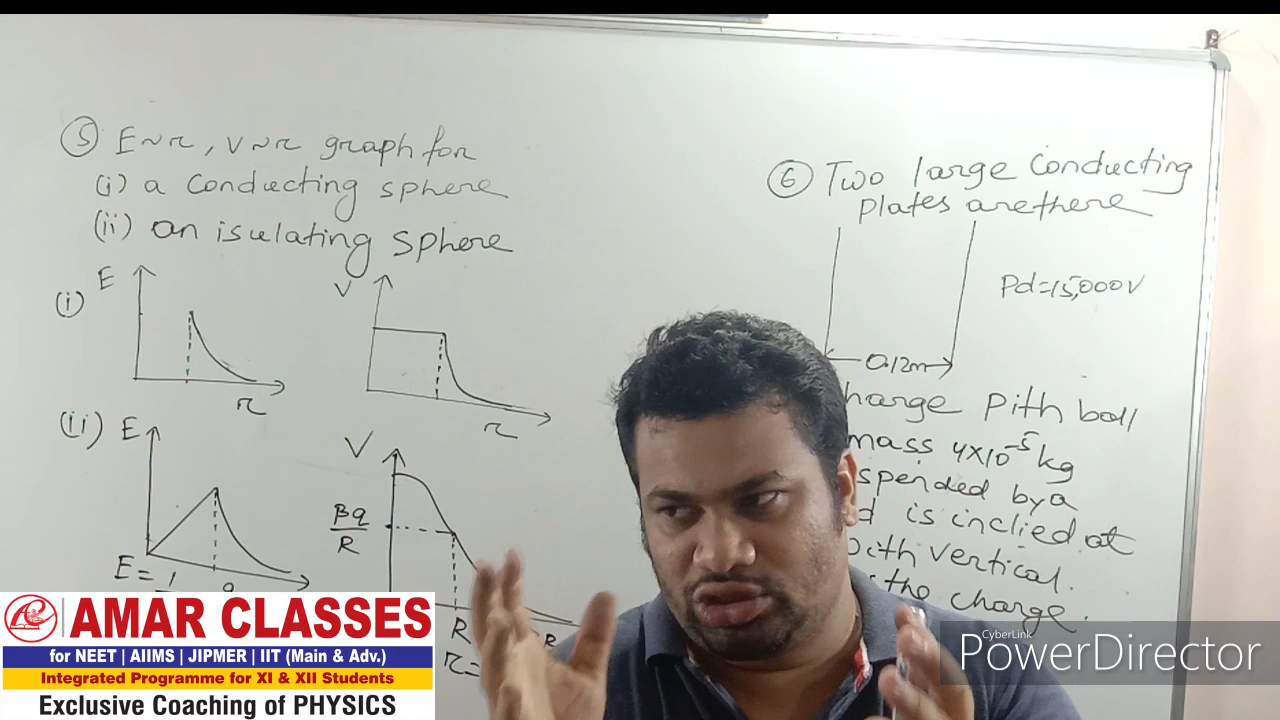 ⑤ E~r, V~r graph for
(i) a conducting sphere
(ii) an isulating sphere
(i) E
r
V
r
(ii) E
E=
V
βq
R
R
r=
⑥ Two large conducting
plates are there
Pd=15,000V
0.12m
harge pith ball
mass 4×10⁻⁵ kg
spended by a
d is inclied at
with vertical.
the charge.
AMAR CLASSES
for NEET | AIIMS | JIPMER | IIT (Main & Adv.)
Integrated Programme for XI & XII Students
Exclusive Coaching of PHYSICS
CyberLink
PowerDirector